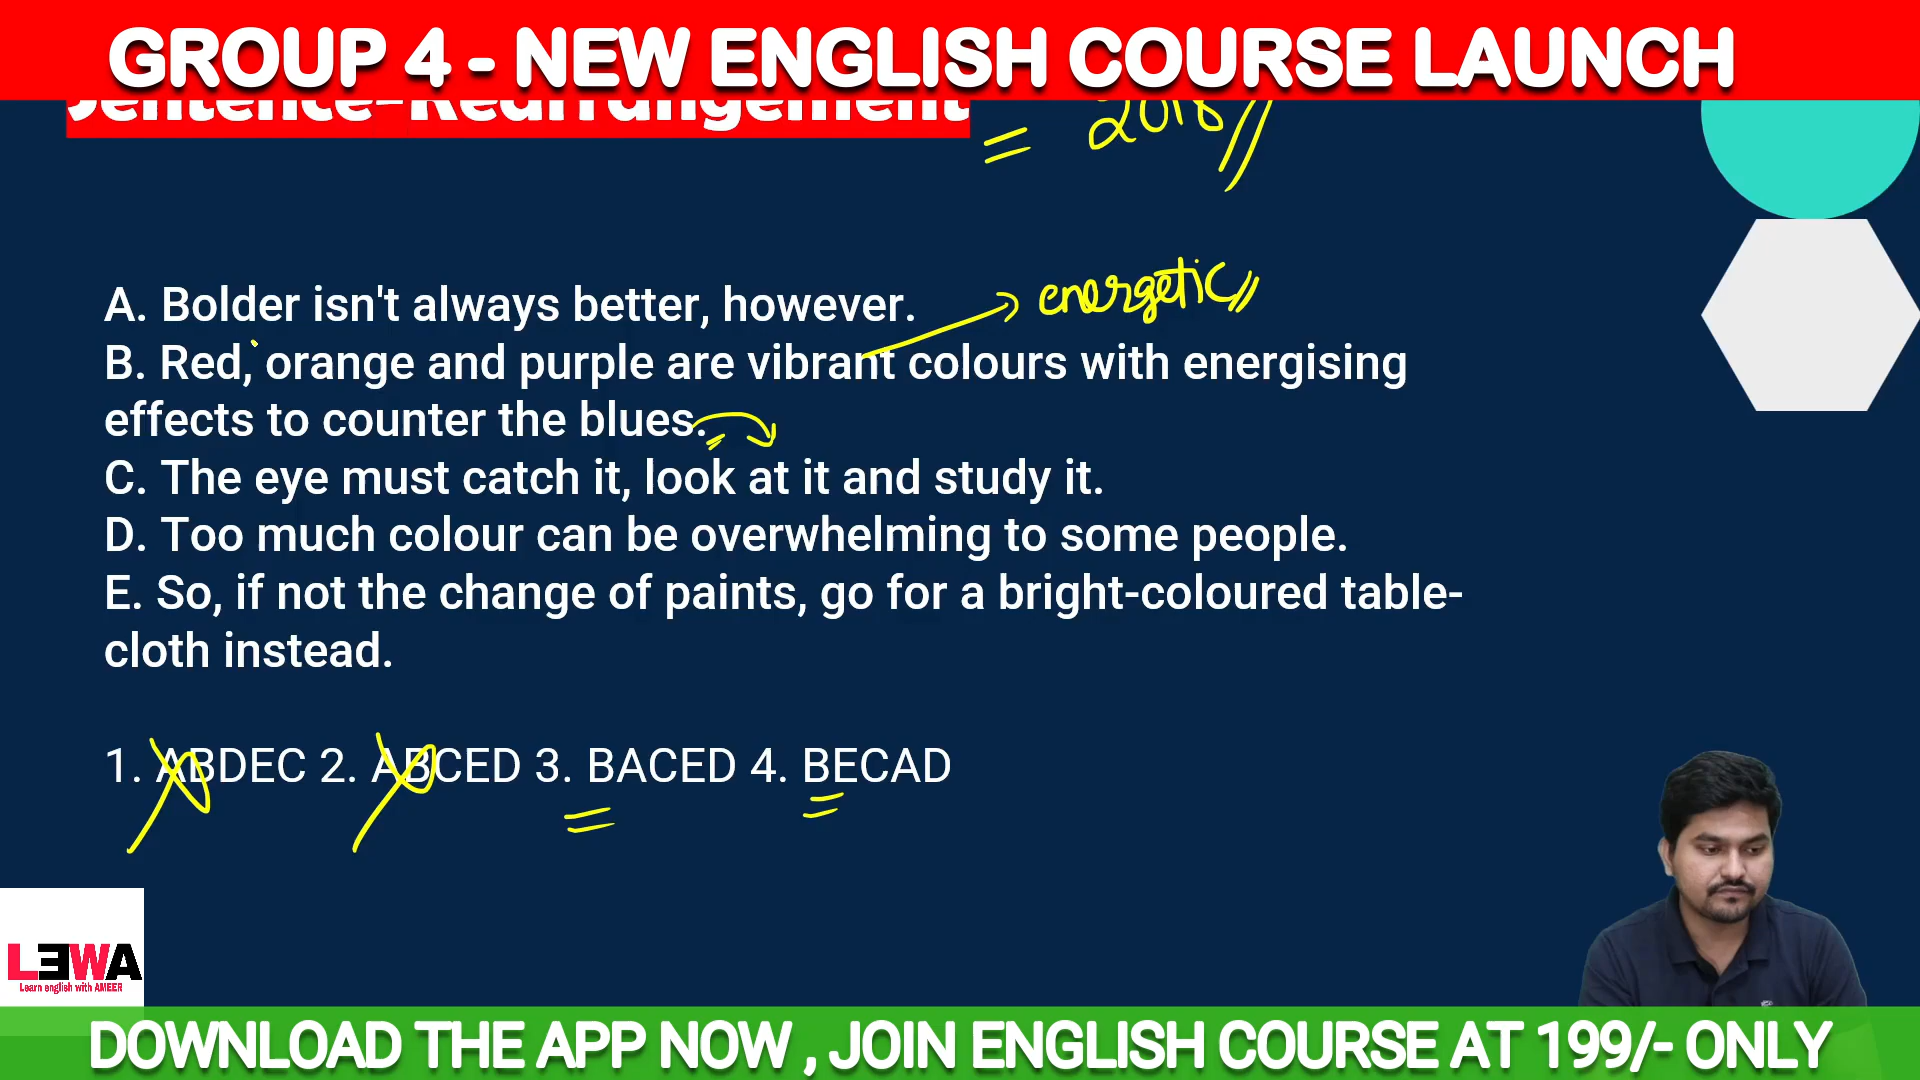 GROUP 4 - NEW ENGLISH COURSE LAUNCH
Sentence-Rearrangement
= 2018//
A. Bolder isn't always better, however.
energetic
B. Red, orange and purple are vibrant colours with energising
effects to counter the blues.
C. The eye must catch it, look at it and study it.
D. Too much colour can be overwhelming to some people.
E. So, if not the change of paints, go for a bright-coloured table-
cloth instead.
1. ABDEC 2. ABCED 3. BACED 4. BECAD
LEWA
Learn english with AMEER
DOWNLOAD THE APP NOW , JOIN ENGLISH COURSE AT 199/- ONLY